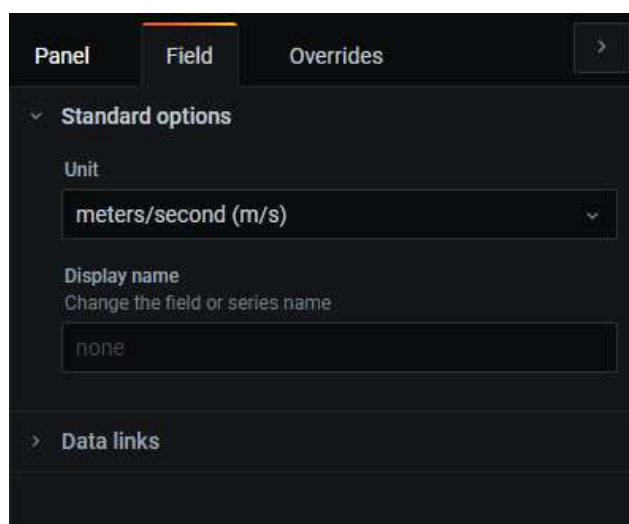 Panel Field Overrides
Standard options
Unit
meters/second (m/s)
Display name
Change the field or series name
none
Data links